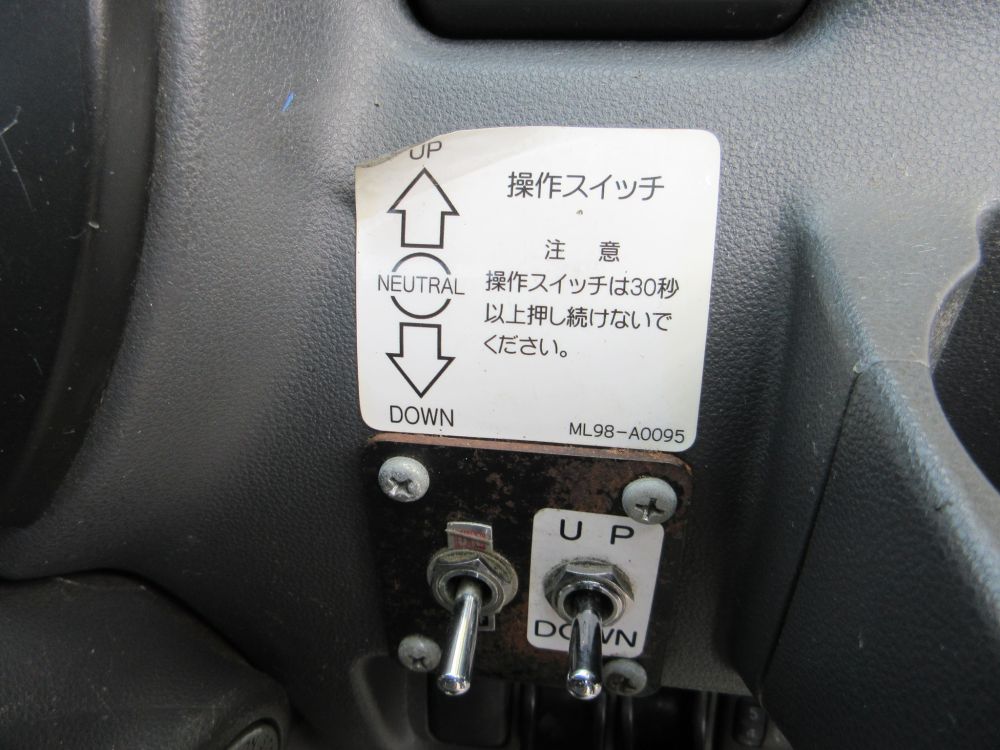 UP
操作スイッチ
注 意
NEUTRAL
操作スイッチは30秒
以上押し続けないで
ください。
DOWN
ML98-A0095
UP
DOWN